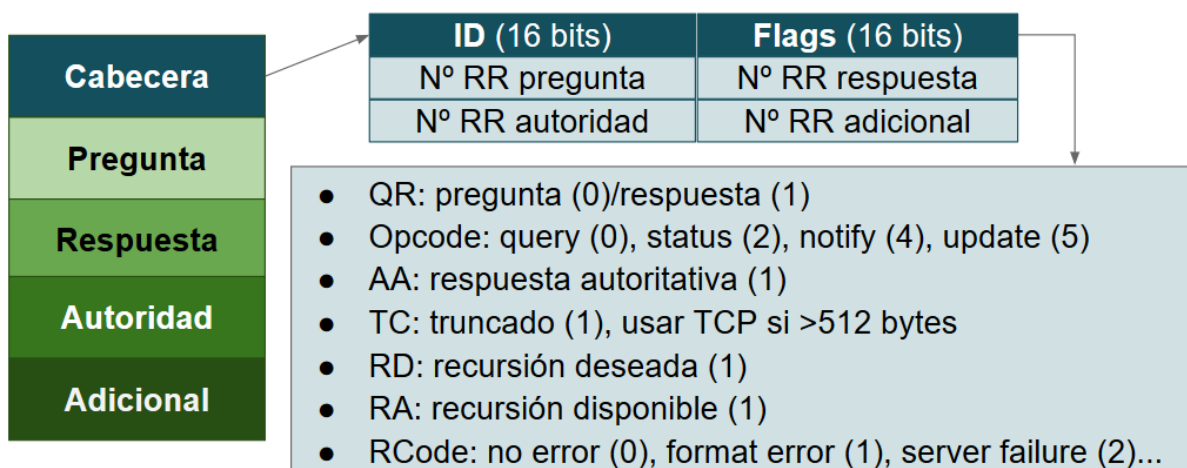 Cabecera
Pregunta
Respuesta
Autoridad
Adicional
ID (16 bits) Flags (16 bits)
Nº RR pregunta Nº RR respuesta
Nº RR autoridad Nº RR adicional
● QR: pregunta (0)/respuesta (1)
● Opcode: query (0), status (2), notify (4), update (5)
● AA: respuesta autoritativa (1)
● TC: truncado (1), usar TCP si >512 bytes
● RD: recursión deseada (1)
● RA: recursión disponible (1)
● RCode: no error (0), format error (1), server failure (2)...